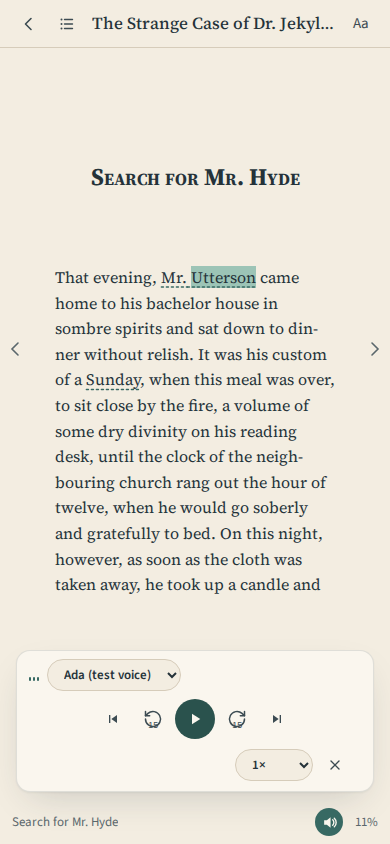 The Strange Case of Dr. Jekyl...
Aa
Search for Mr. Hyde
That evening, Mr. Utterson came
home to his bachelor house in
sombre spirits and sat down to din-
ner without relish. It was his custom
of a Sunday, when this meal was over,
to sit close by the fire, a volume of
some dry divinity on his reading
desk, until the clock of the neigh-
bouring church rang out the hour of
twelve, when he would go soberly
and gratefully to bed. On this night,
however, as soon as the cloth was
taken away, he took up a candle and
Ada (test voice)
15
15
1×
Search for Mr. Hyde
11%